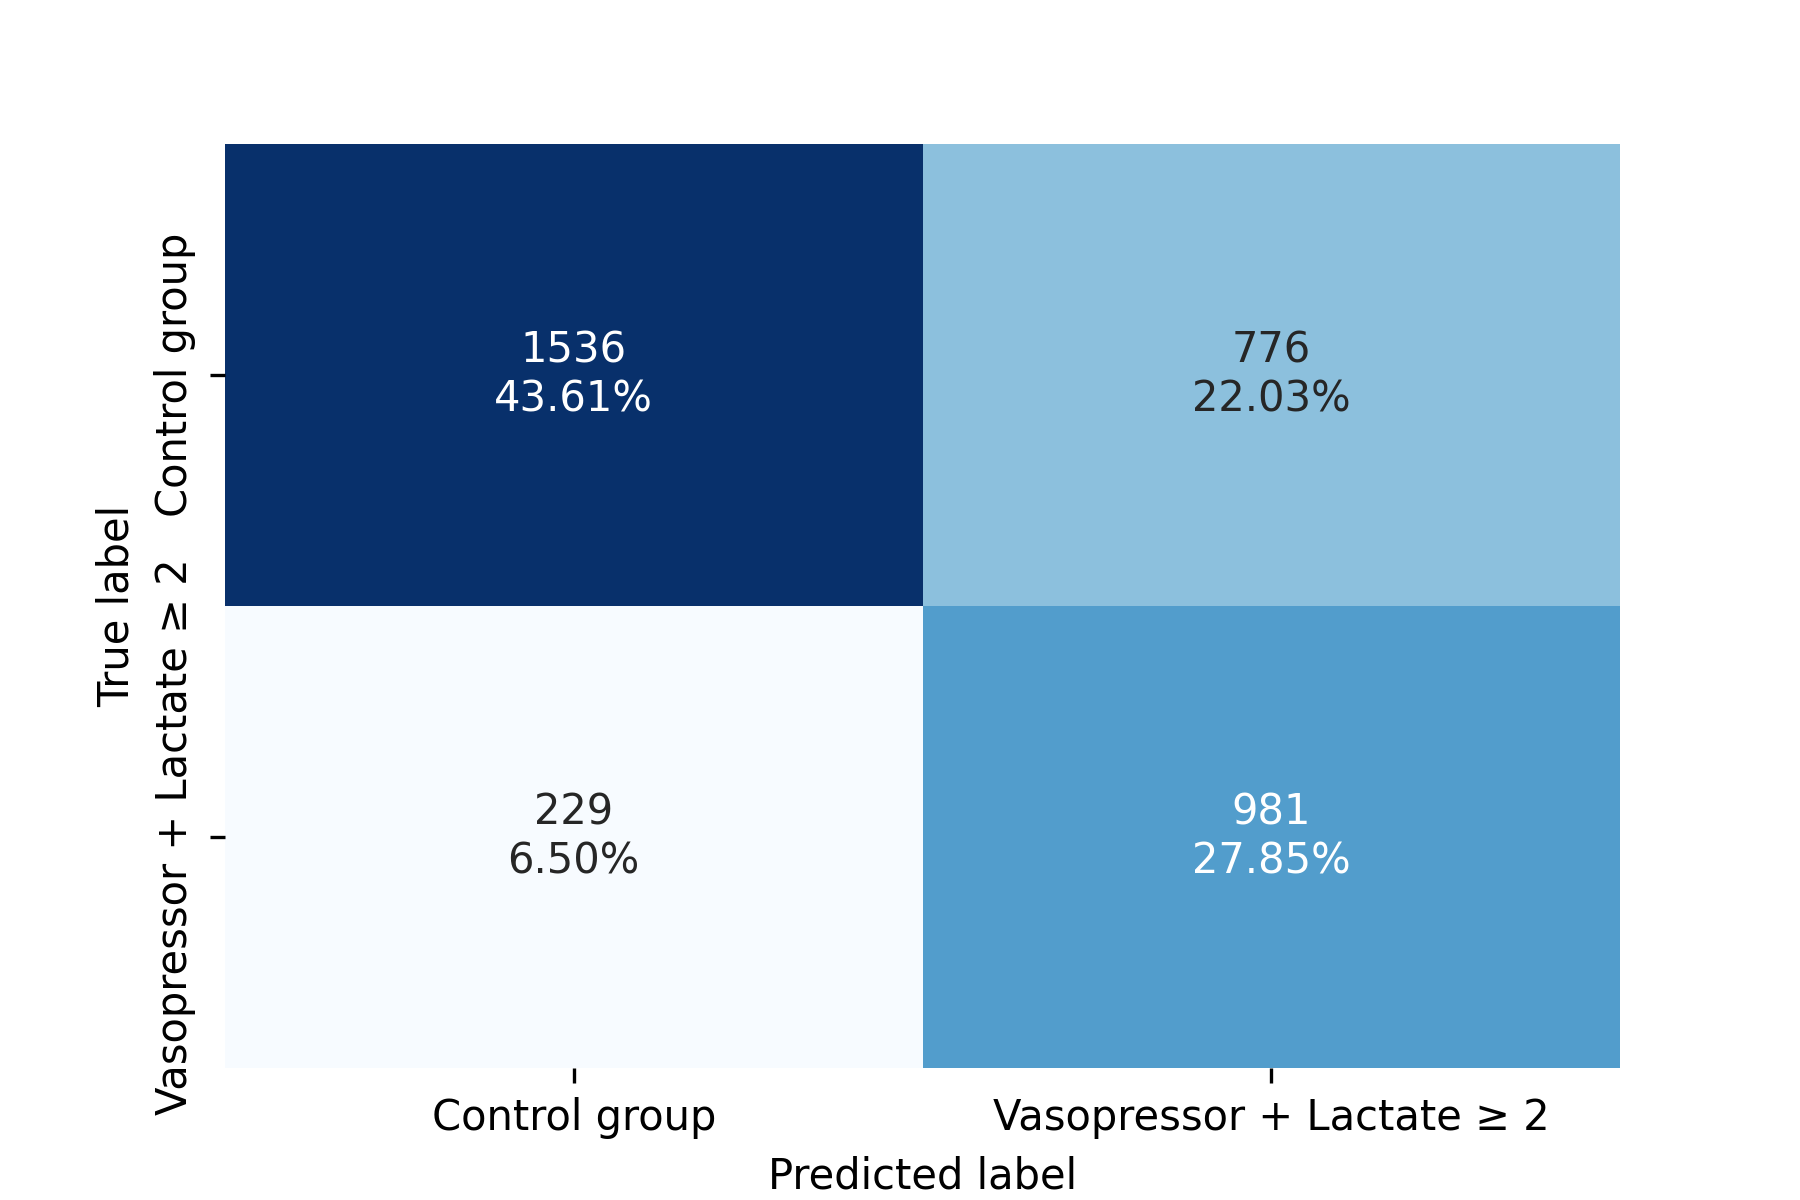 True label
Control group
Vasopressor + Lactate ≥ 2
1536
43.61%
776
22.03%
229
6.50%
981
27.85%
Control group
Vasopressor + Lactate ≥ 2
Predicted label